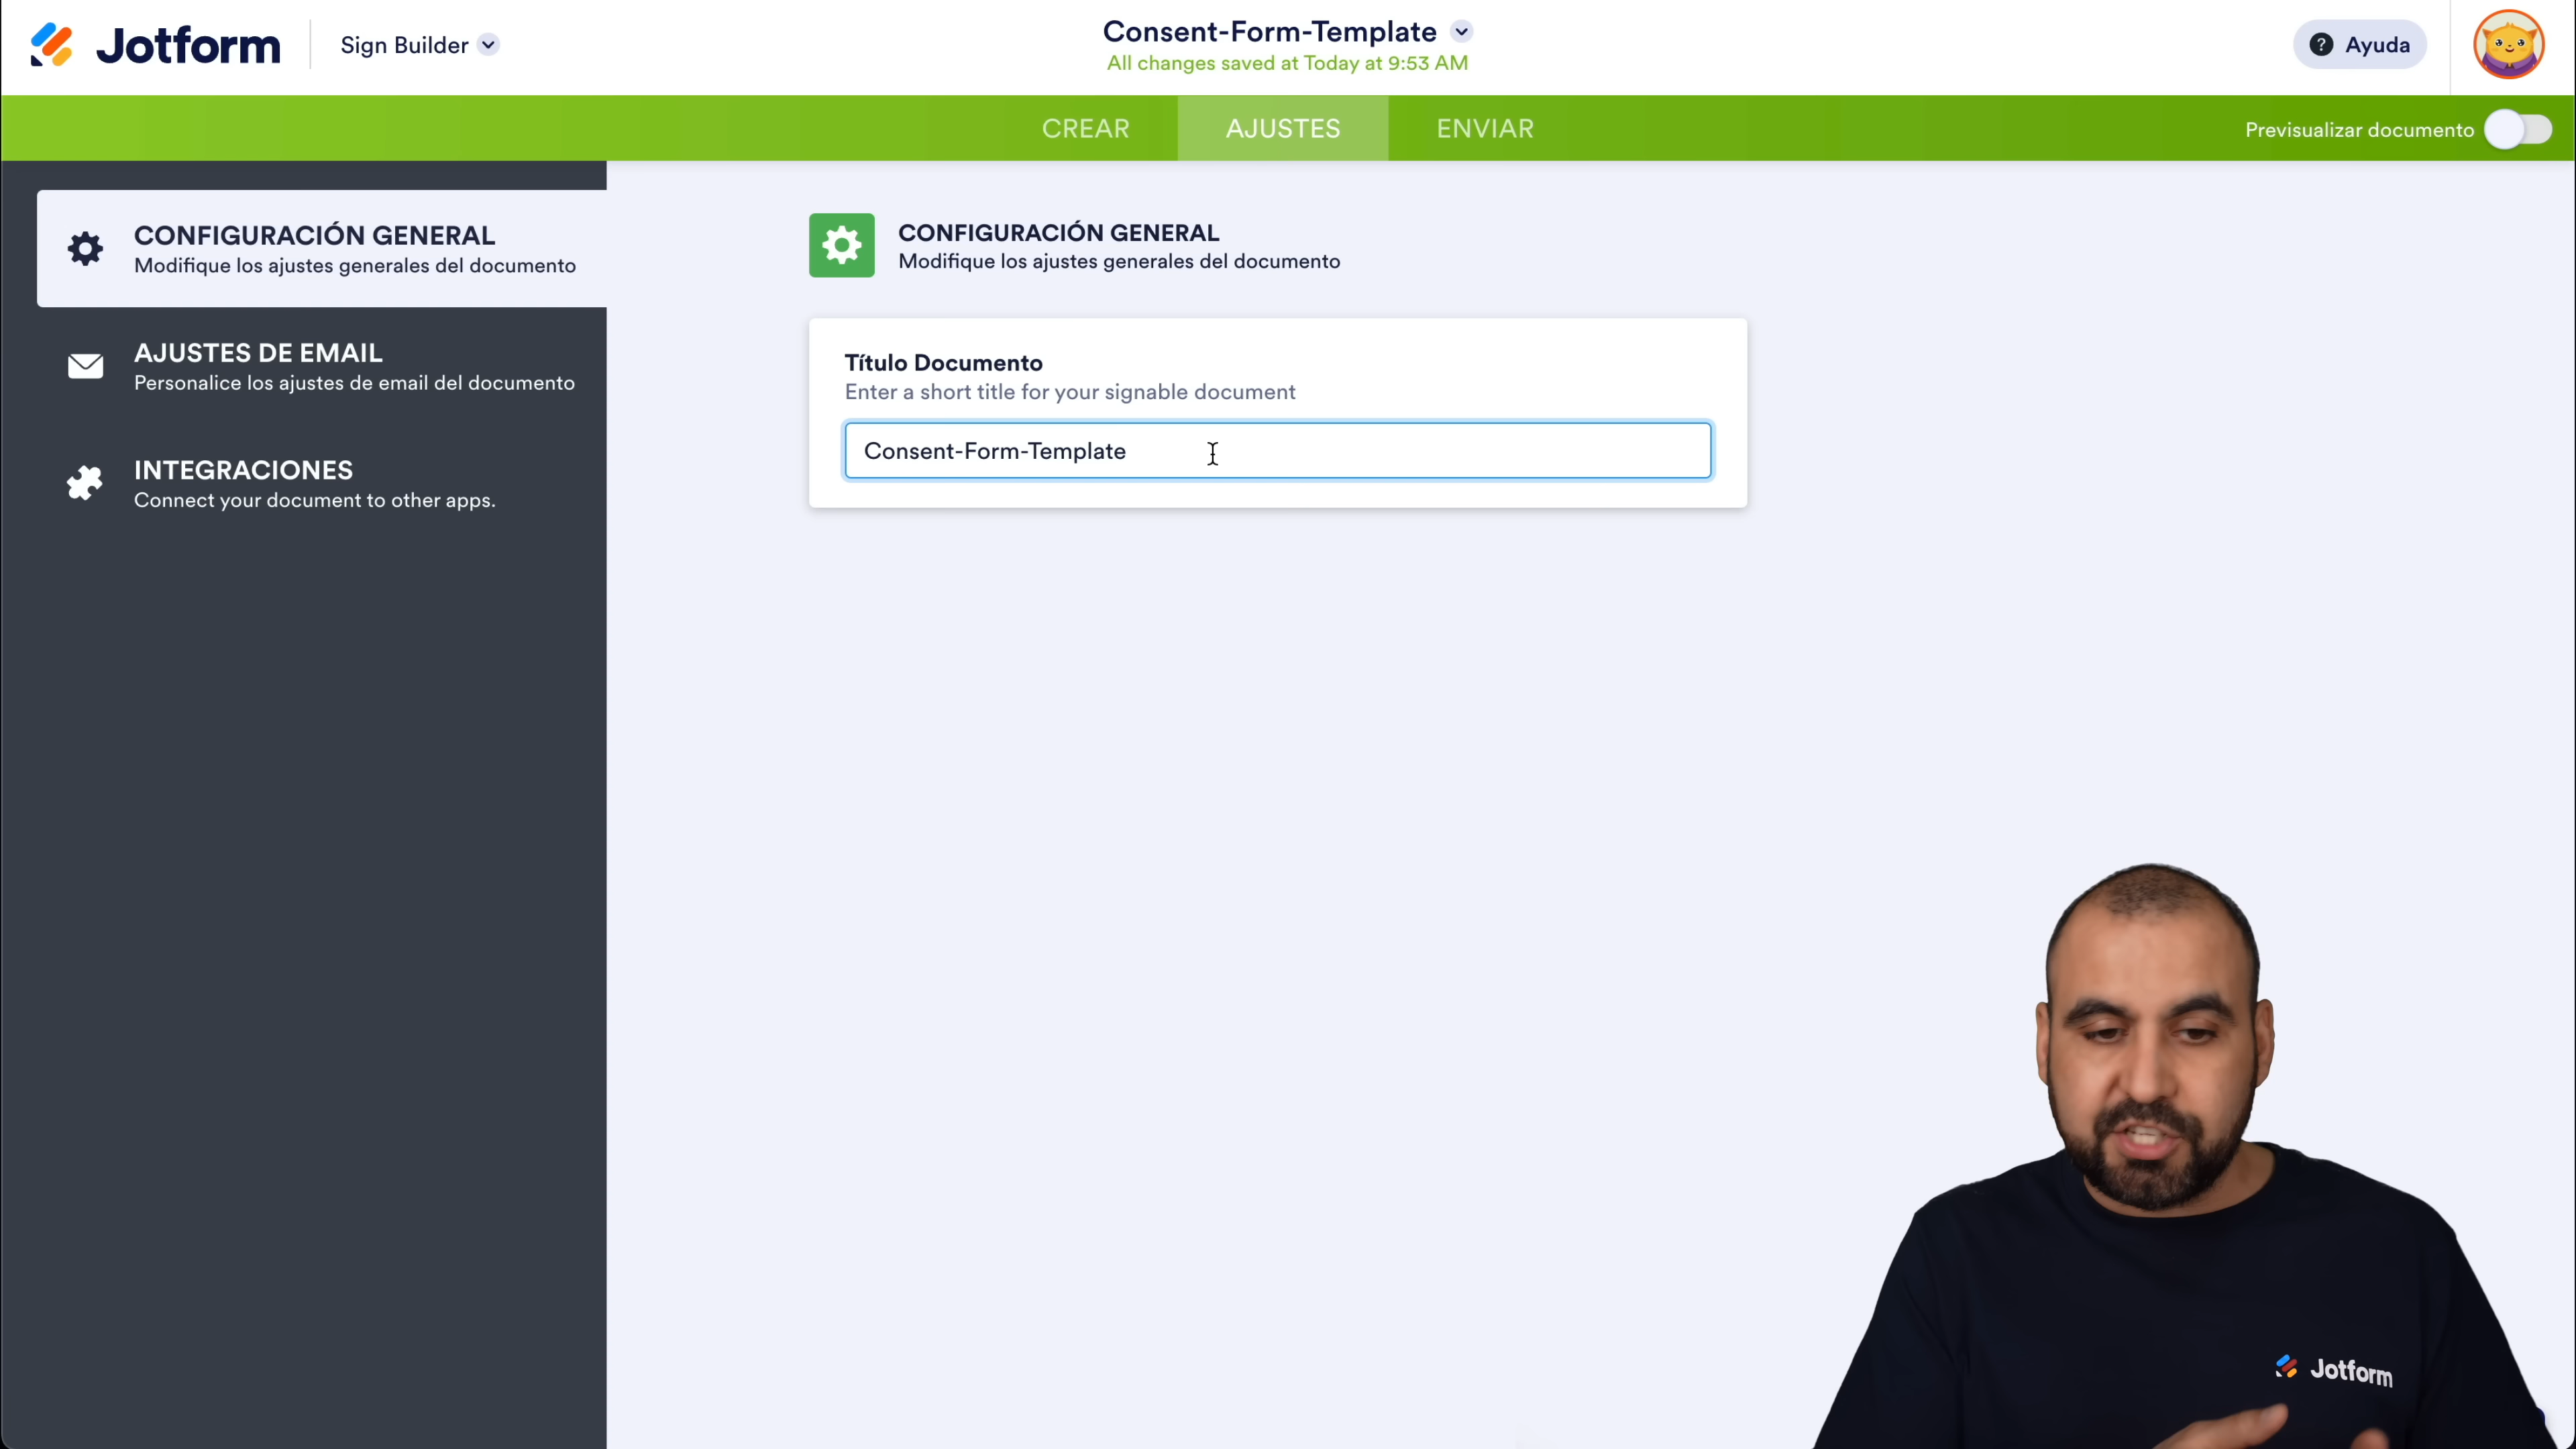 Jotform
Sign Builder
Consent-Form-Template
All changes saved at Today at 9:53 AM
? Ayuda
CREAR
AJUSTES
ENVIAR
Previsualizar documento
CONFIGURACIÓN GENERAL
Modifique los ajustes generales del documento
AJUSTES DE EMAIL
Personalice los ajustes de email del documento
INTEGRACIONES
Connect your document to other apps.
CONFIGURACIÓN GENERAL
Modifique los ajustes generales del documento
Título Documento
Enter a short title for your signable document
Consent-Form-Template
Jotform